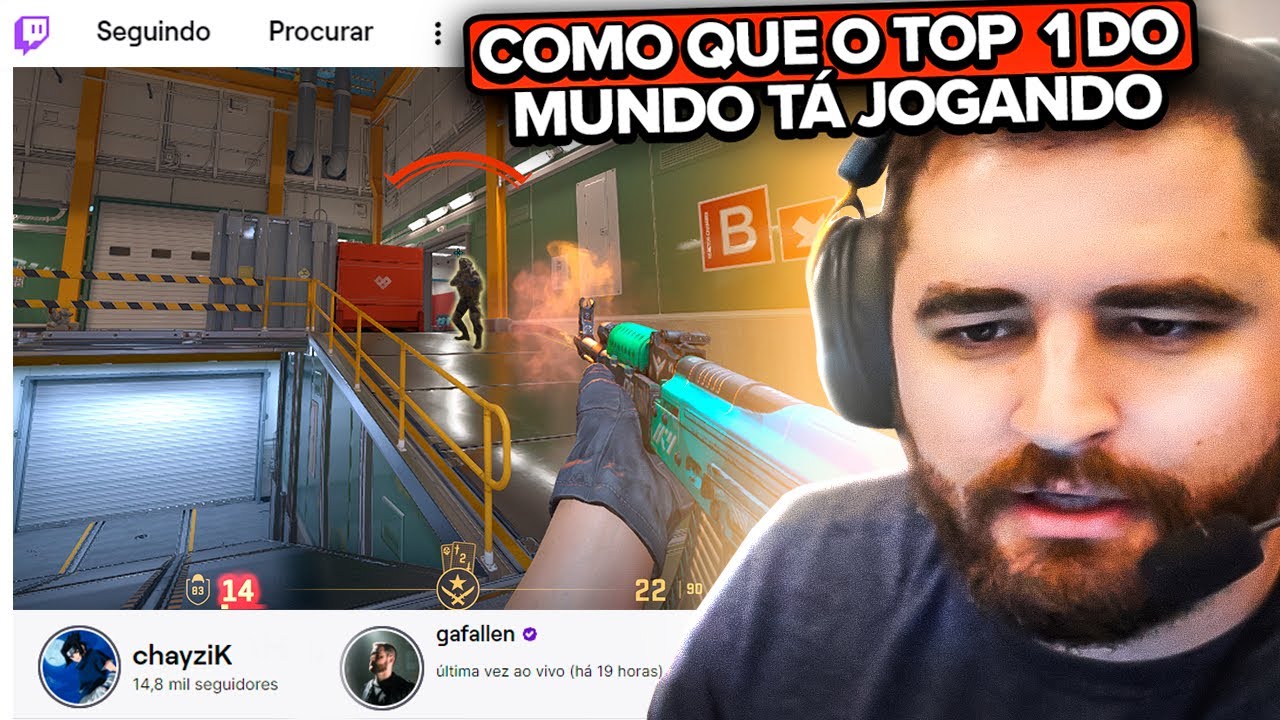 Seguindo
Procurar
COMO QUE O TOP 1 DO
MUNDO TÁ JOGANDO
B
83
14
2
22
90
chayziK
14,8 mil seguidores
gafallen
última vez ao vivo (há 19 horas)